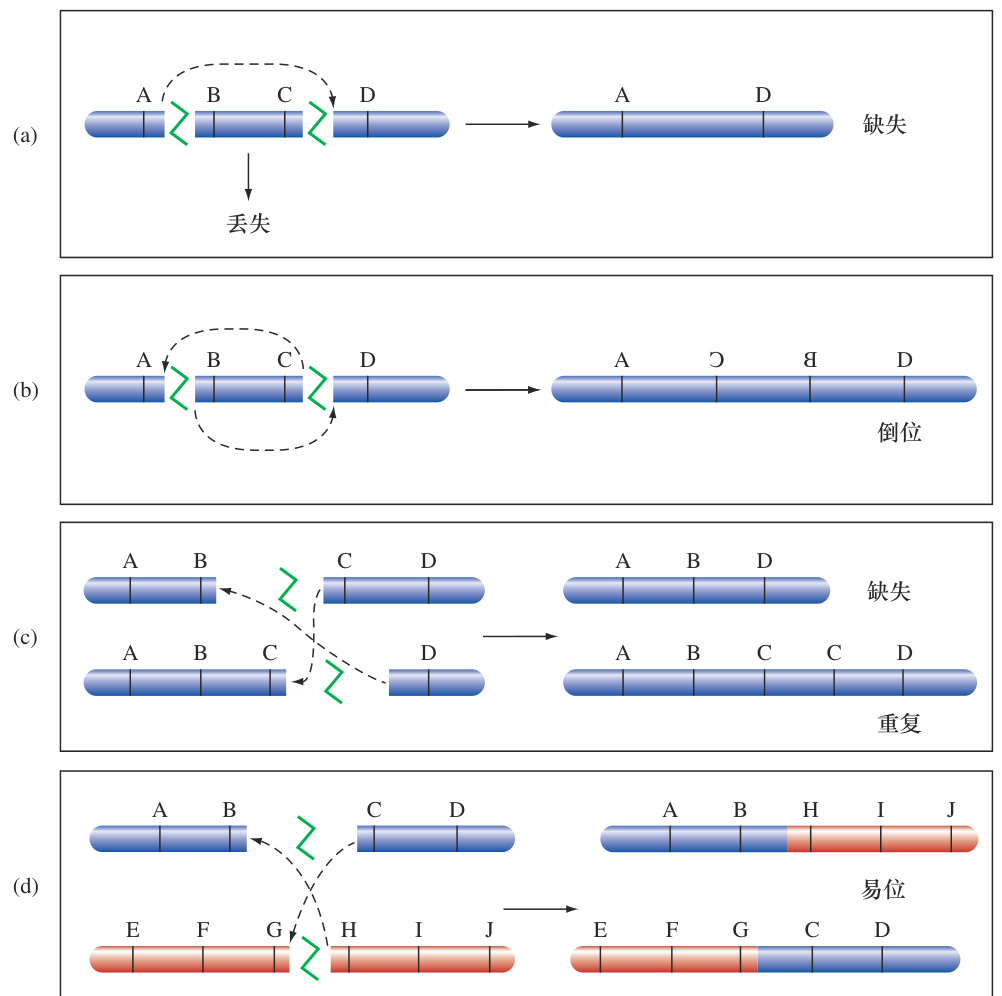 A B C D A D
(a) 缺失
丢失
A B C D A C B D
(b)
倒位
A B C D A B D
缺失
(c)
A B C D A B C C D
重复
A B C D A B H I J
(d) 易位
E F G H I J E F G C D